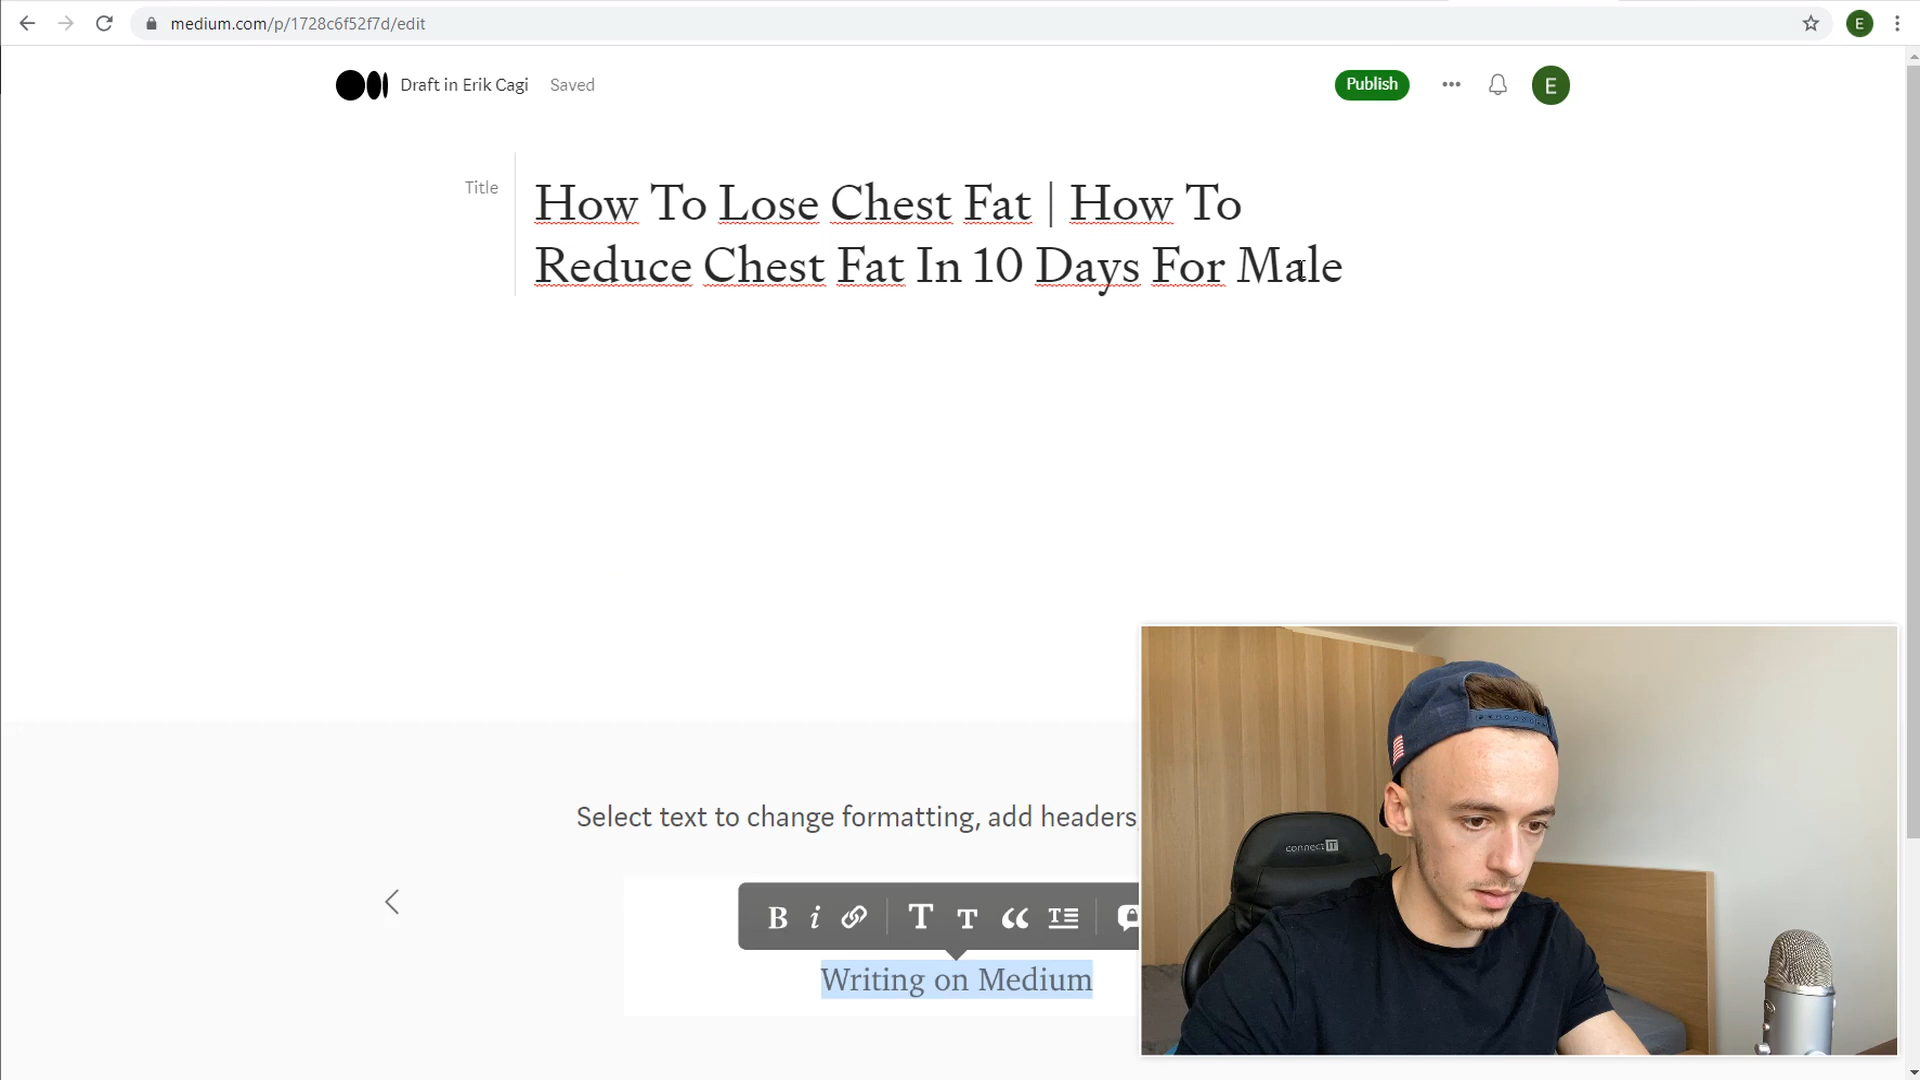 medium.com/p/1728c6f52f7d/edit
E
Draft in Erik Cagi Saved
Publish
E
Title
How To Lose Chest Fat | How To
Reduce Chest Fat In 10 Days For Male
Select text to change formatting, add headers,
B i T T
Writing on Medium
connect IT